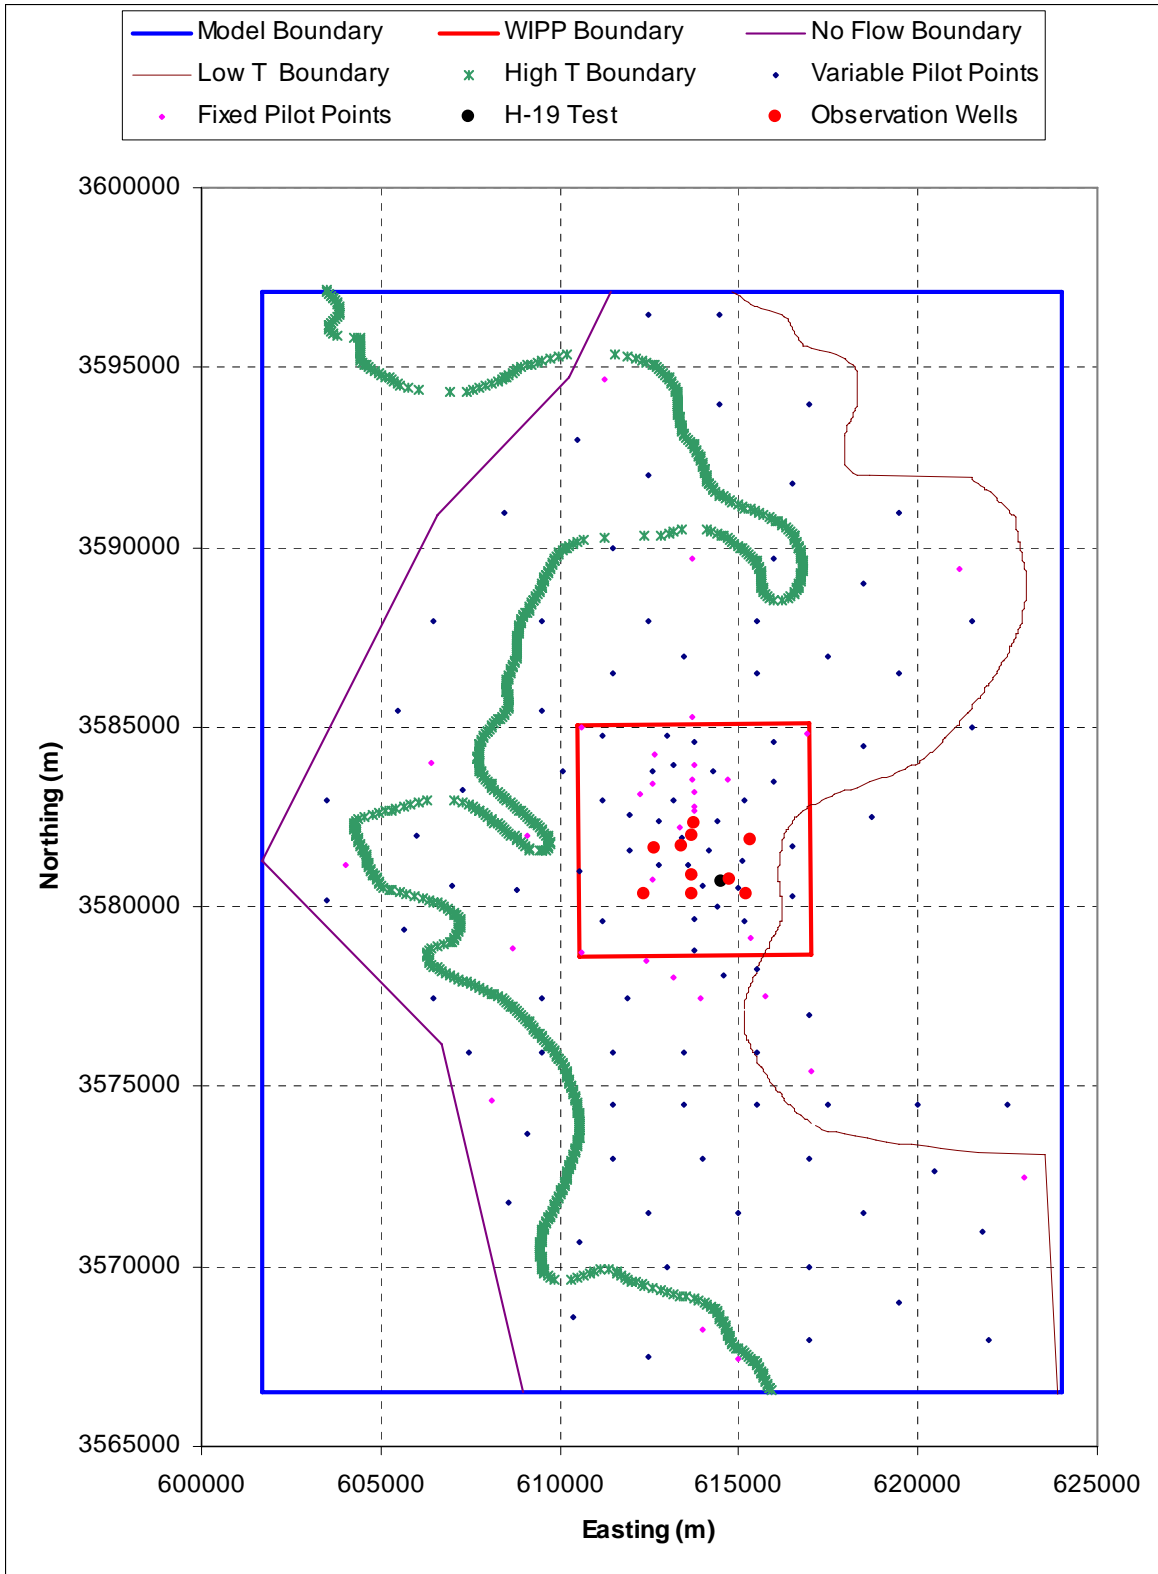 Model Boundary WIPP Boundary No Flow Boundary
Low T Boundary High T Boundary Variable Pilot Points
Fixed Pilot Points H-19 Test Observation Wells
3600000
3595000
3590000
3585000
3580000
3575000
3570000
3565000
Northing (m)
600000 605000 610000 615000 620000 625000
Easting (m)